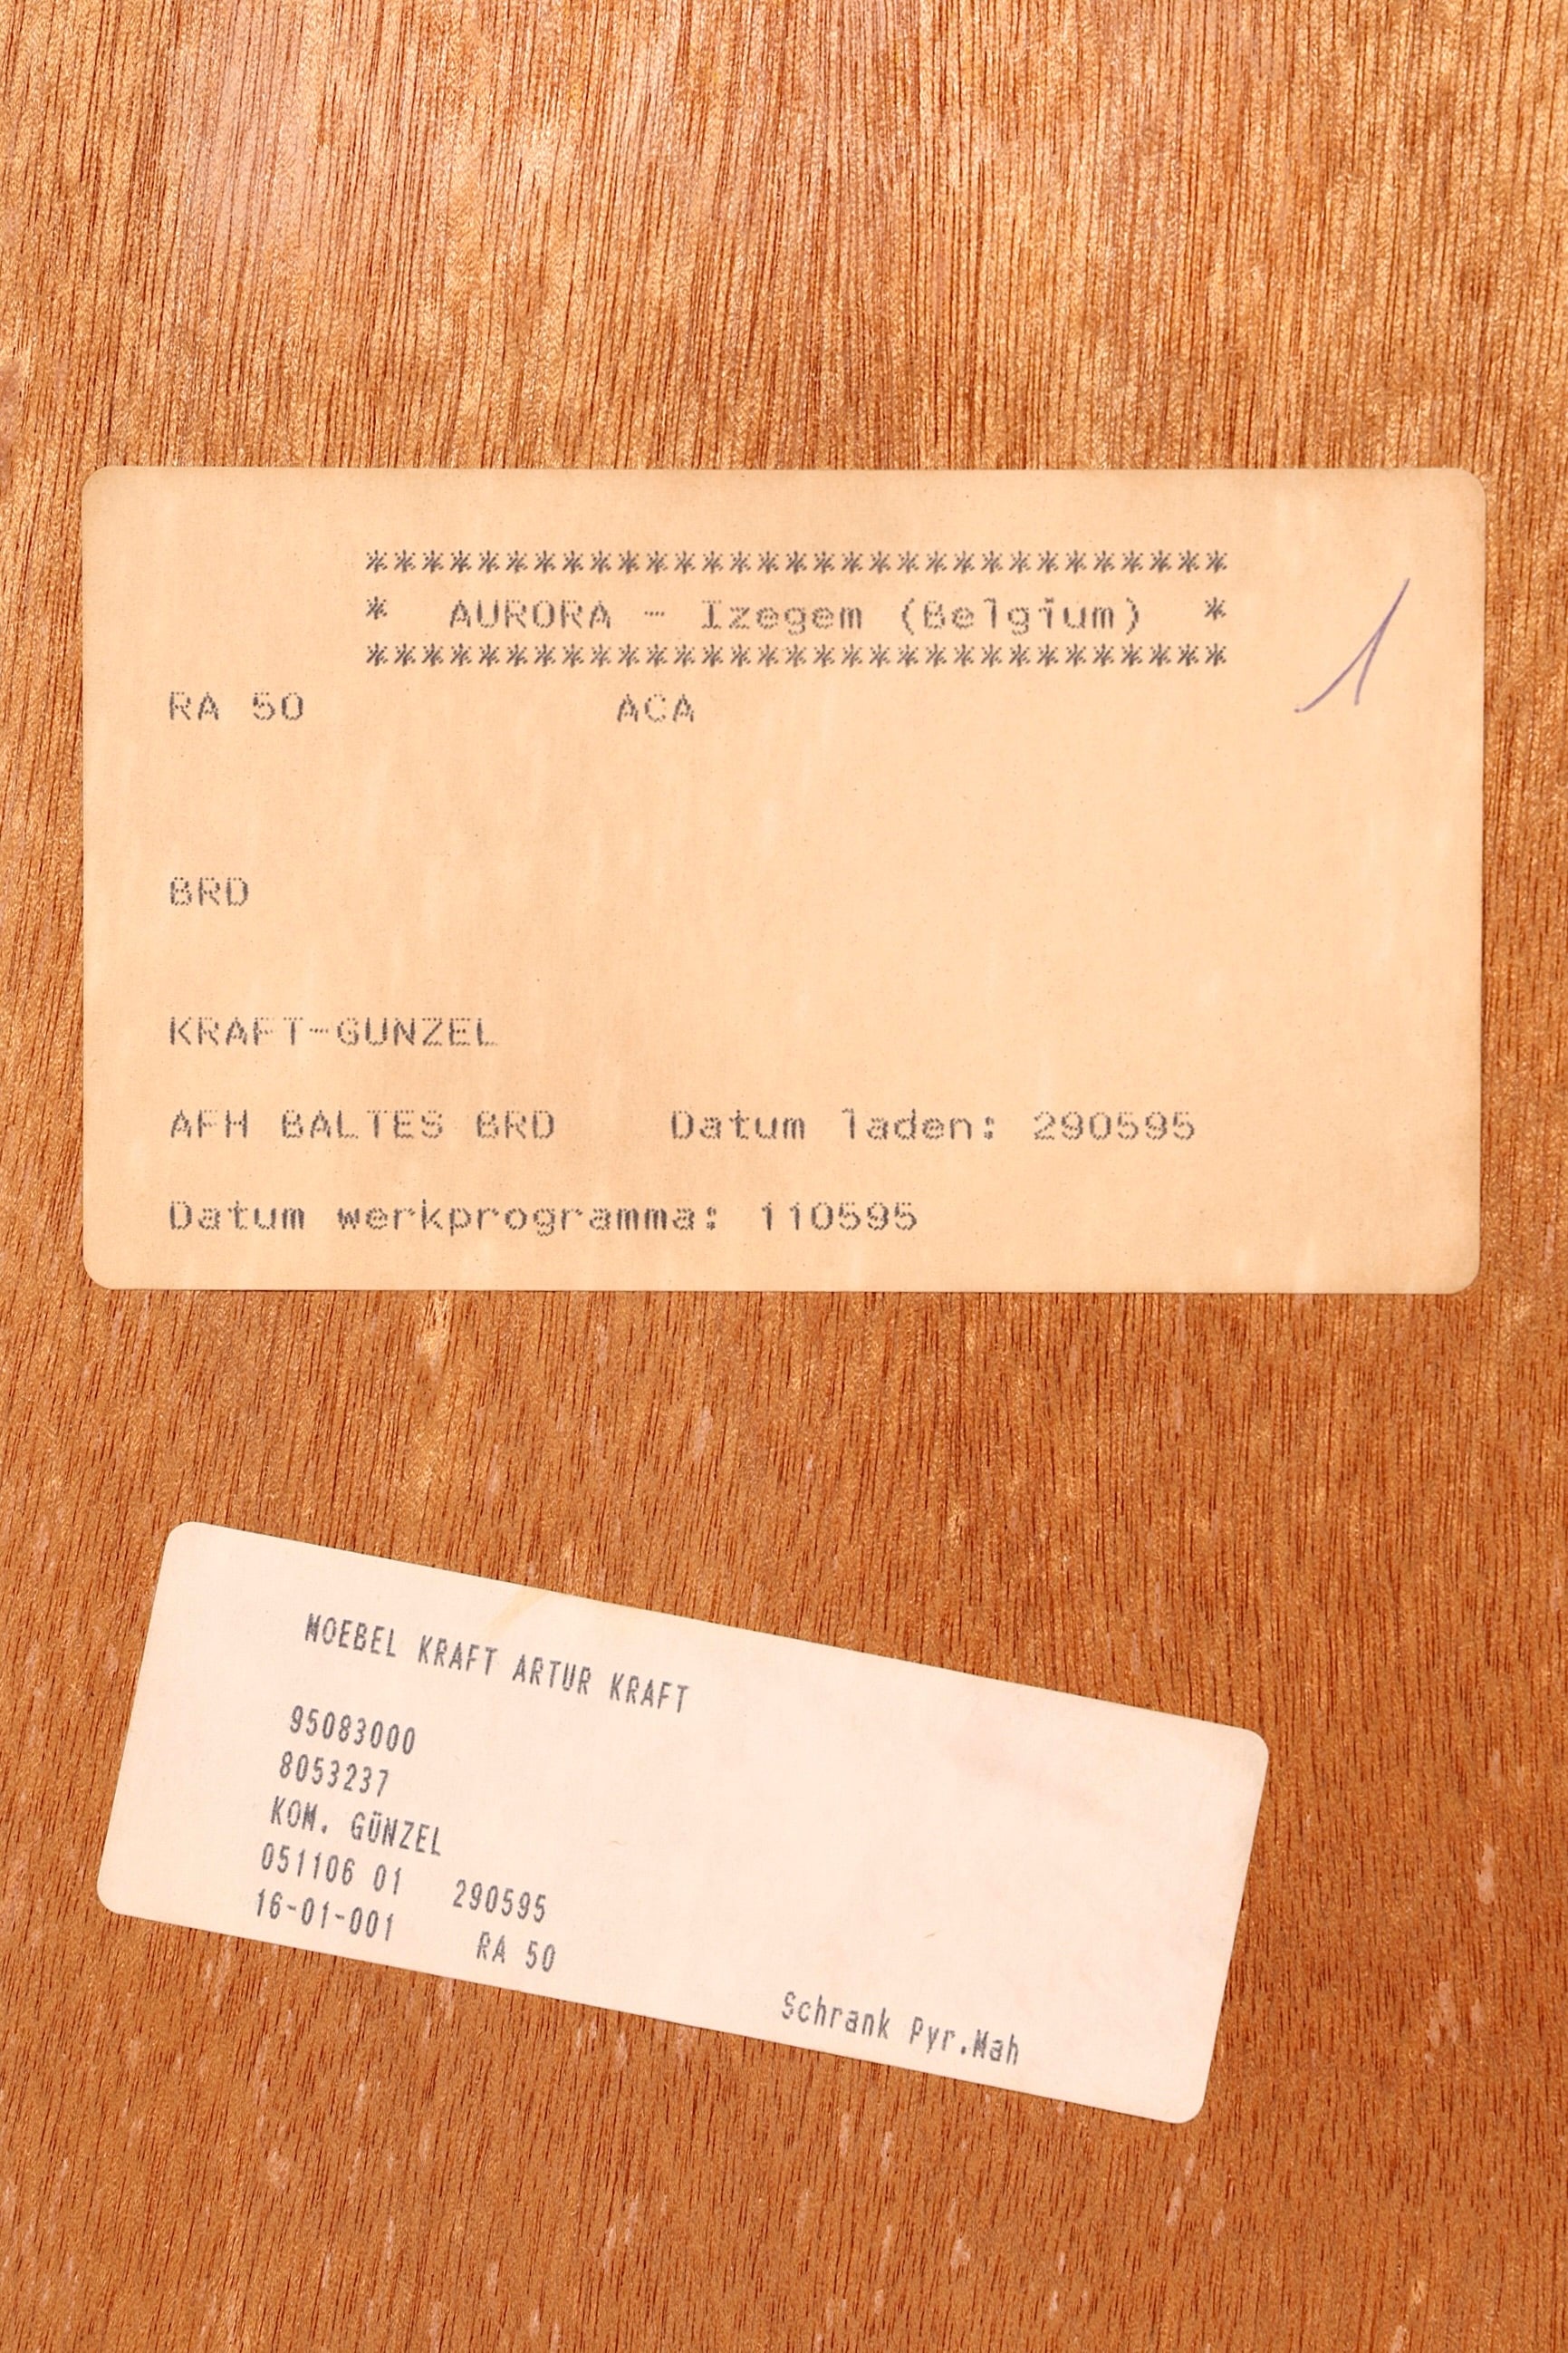 *******************************
* AURORA - Izegem (Belgium) *
*******************************
RA 50 ACA
1
BRD
KRAFT-GUNZEL
AFH BALTES BRD Datum laden: 290595
Datum werkprogramma: 110595
MOEBEL KRAFT ARTUR KRAFT
95083000
8053237
KOM. GÜNZEL
051106 01 290595
16-01-001 RA 50
Schrank Pyr.Mah